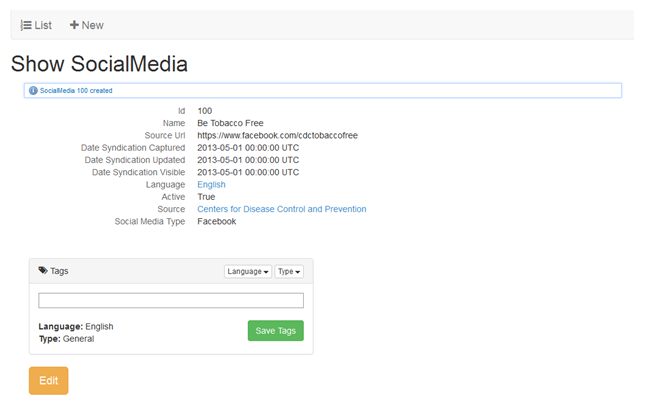 List New
Show SocialMedia
SocialMedia 100 created
Id 100
Name Be Tobacco Free
Source Url https://www.facebook.com/cdctobaccofree
Date Syndication Captured 2013-05-01 00:00:00 UTC
Date Syndication Updated 2013-05-01 00:00:00 UTC
Date Syndication Visible 2013-05-01 00:00:00 UTC
Language English
Active True
Source Centers for Disease Control and Prevention
Social Media Type Facebook
Tags Language Type
Language: English
Type: General
Save Tags
Edit